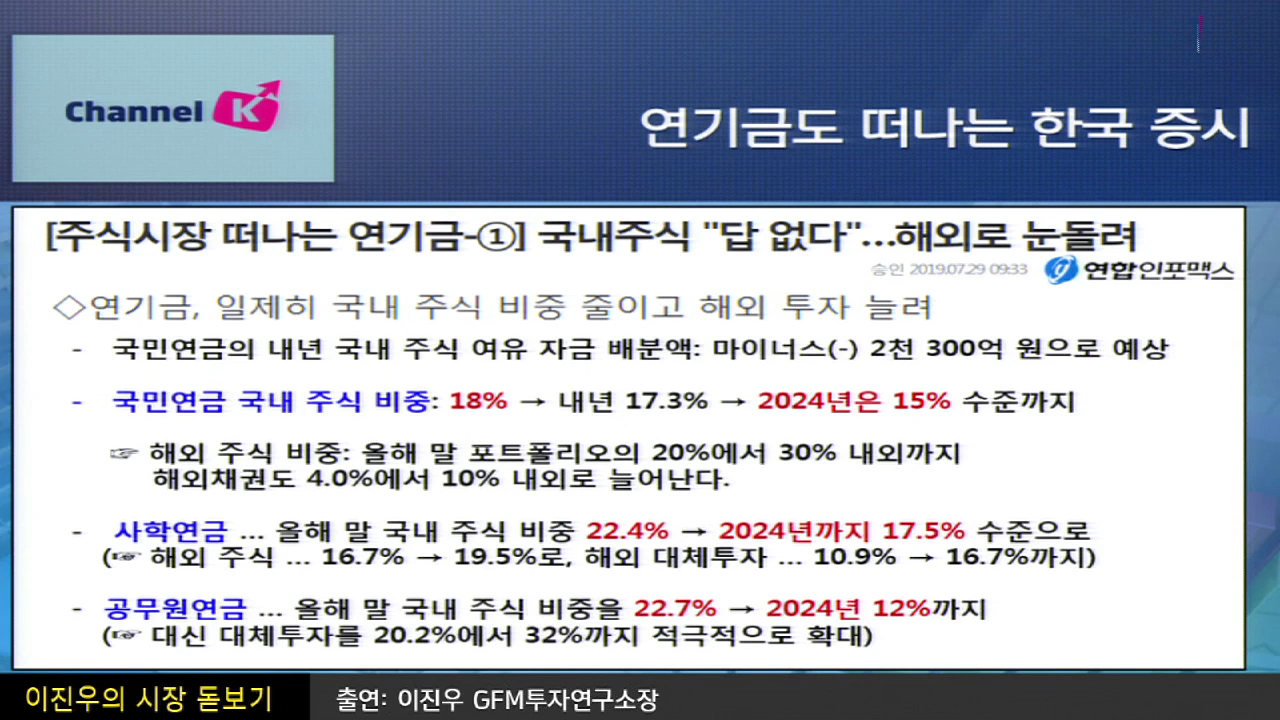 Channel K
연기금도 떠나는 한국 증시
[주식시장 떠나는 연기금-①] 국내주식 "답 없다"...해외로 눈돌려
승인 2019.07.29 09:33 연합인포맥스
◇연기금, 일제히 국내 주식 비중 줄이고 해외 투자 늘려
- 국민연금의 내년 국내 주식 여유 자금 배분액: 마이너스(-) 2천 300억 원으로 예상
- 국민연금 국내 주식 비중: 18% → 내년 17.3% → 2024년은 15% 수준까지
☞ 해외 주식 비중: 올해 말 포트폴리오의 20%에서 30% 내외까지
해외채권도 4.0%에서 10% 내외로 늘어난다.
- 사학연금 ... 올해 말 국내 주식 비중 22.4% → 2024년까지 17.5% 수준으로
(☞ 해외 주식 ... 16.7% → 19.5%로, 해외 대체투자 ... 10.9% → 16.7%까지)
- 공무원연금 ... 올해 말 국내 주식 비중을 22.7% → 2024년 12%까지
(☞ 대신 대체투자를 20.2%에서 32%까지 적극적으로 확대)
이진우의 시장 돋보기 출연: 이진우 GFM투자연구소장